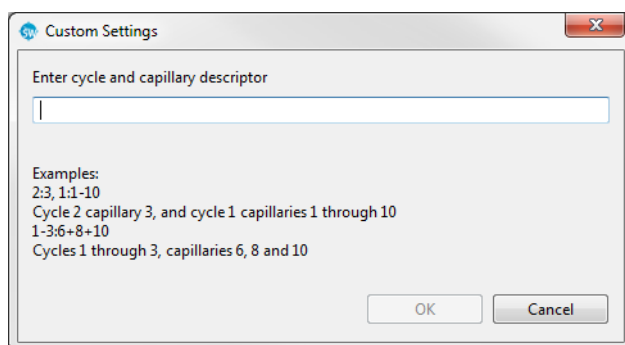 SW Custom Settings
Enter cycle and capillary descriptor
Examples:
2:3, 1:1-10
Cycle 2 capillary 3, and cycle 1 capillaries 1 through 10
1-3:6+8+10
Cycles 1 through 3, capillaries 6, 8 and 10
OK Cancel